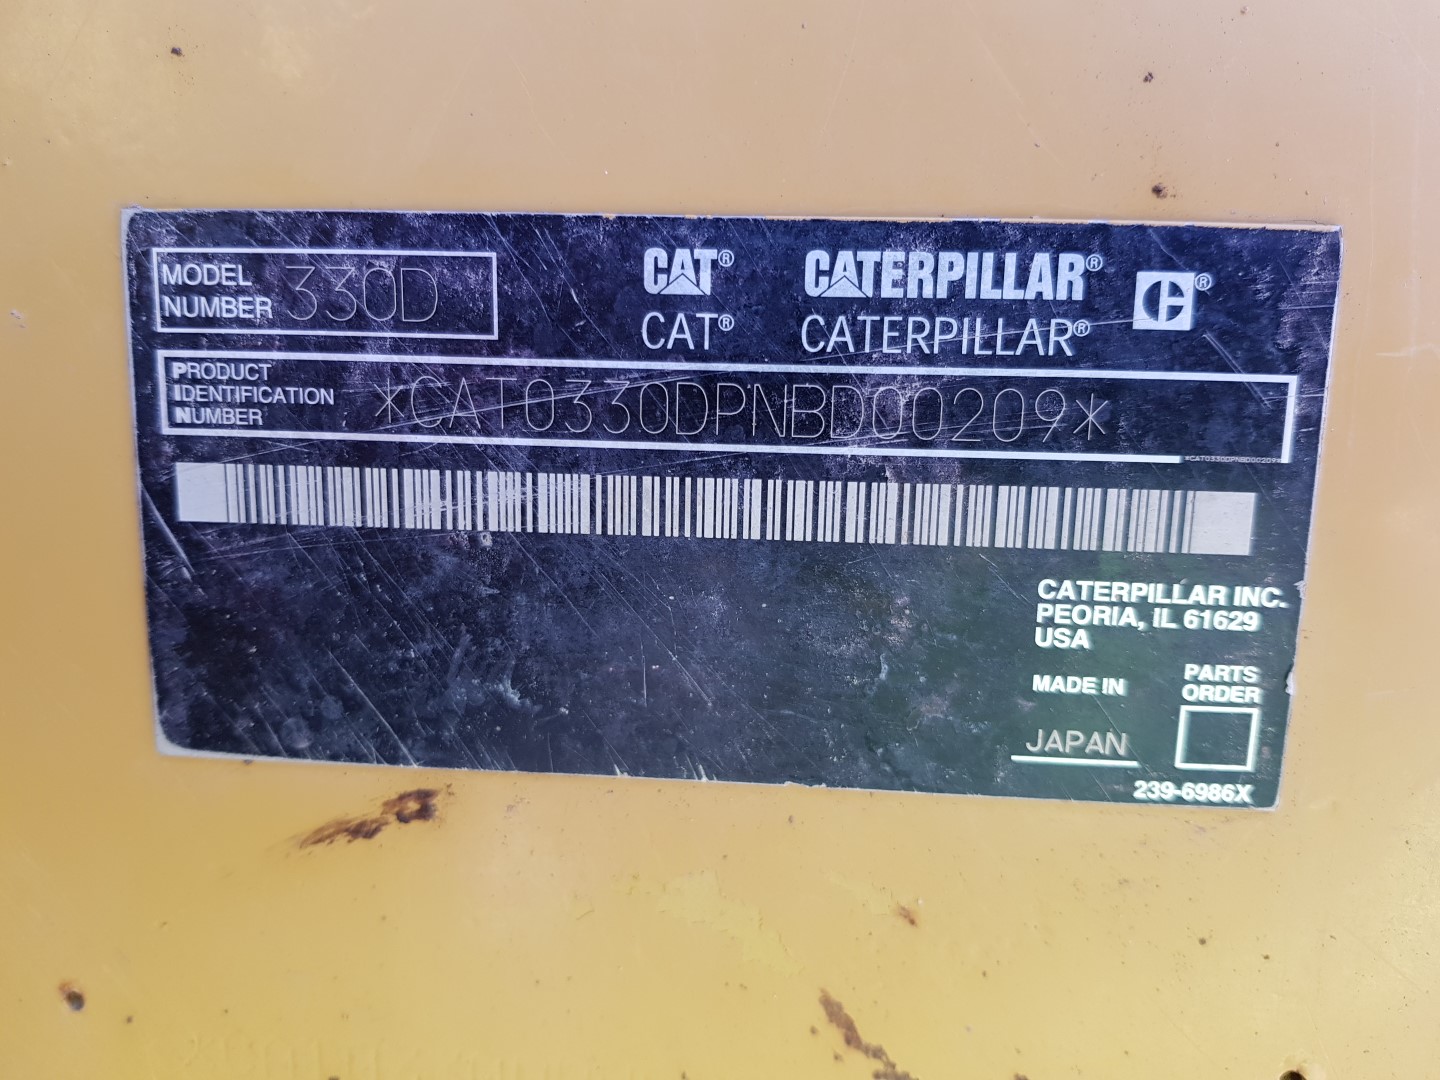 MODEL
NUMBER 330D
CAT® CATERPILLAR® ®
CAT® CATERPILLAR®
PRODUCT
IDENTIFICATION
NUMBER *CAT0330DPNBD00209*
*CAT0330DPNBD00209*
CATERPILLAR INC.
PEORIA, IL 61629
USA
MADE IN
JAPAN
PARTS
ORDER
239-6986X